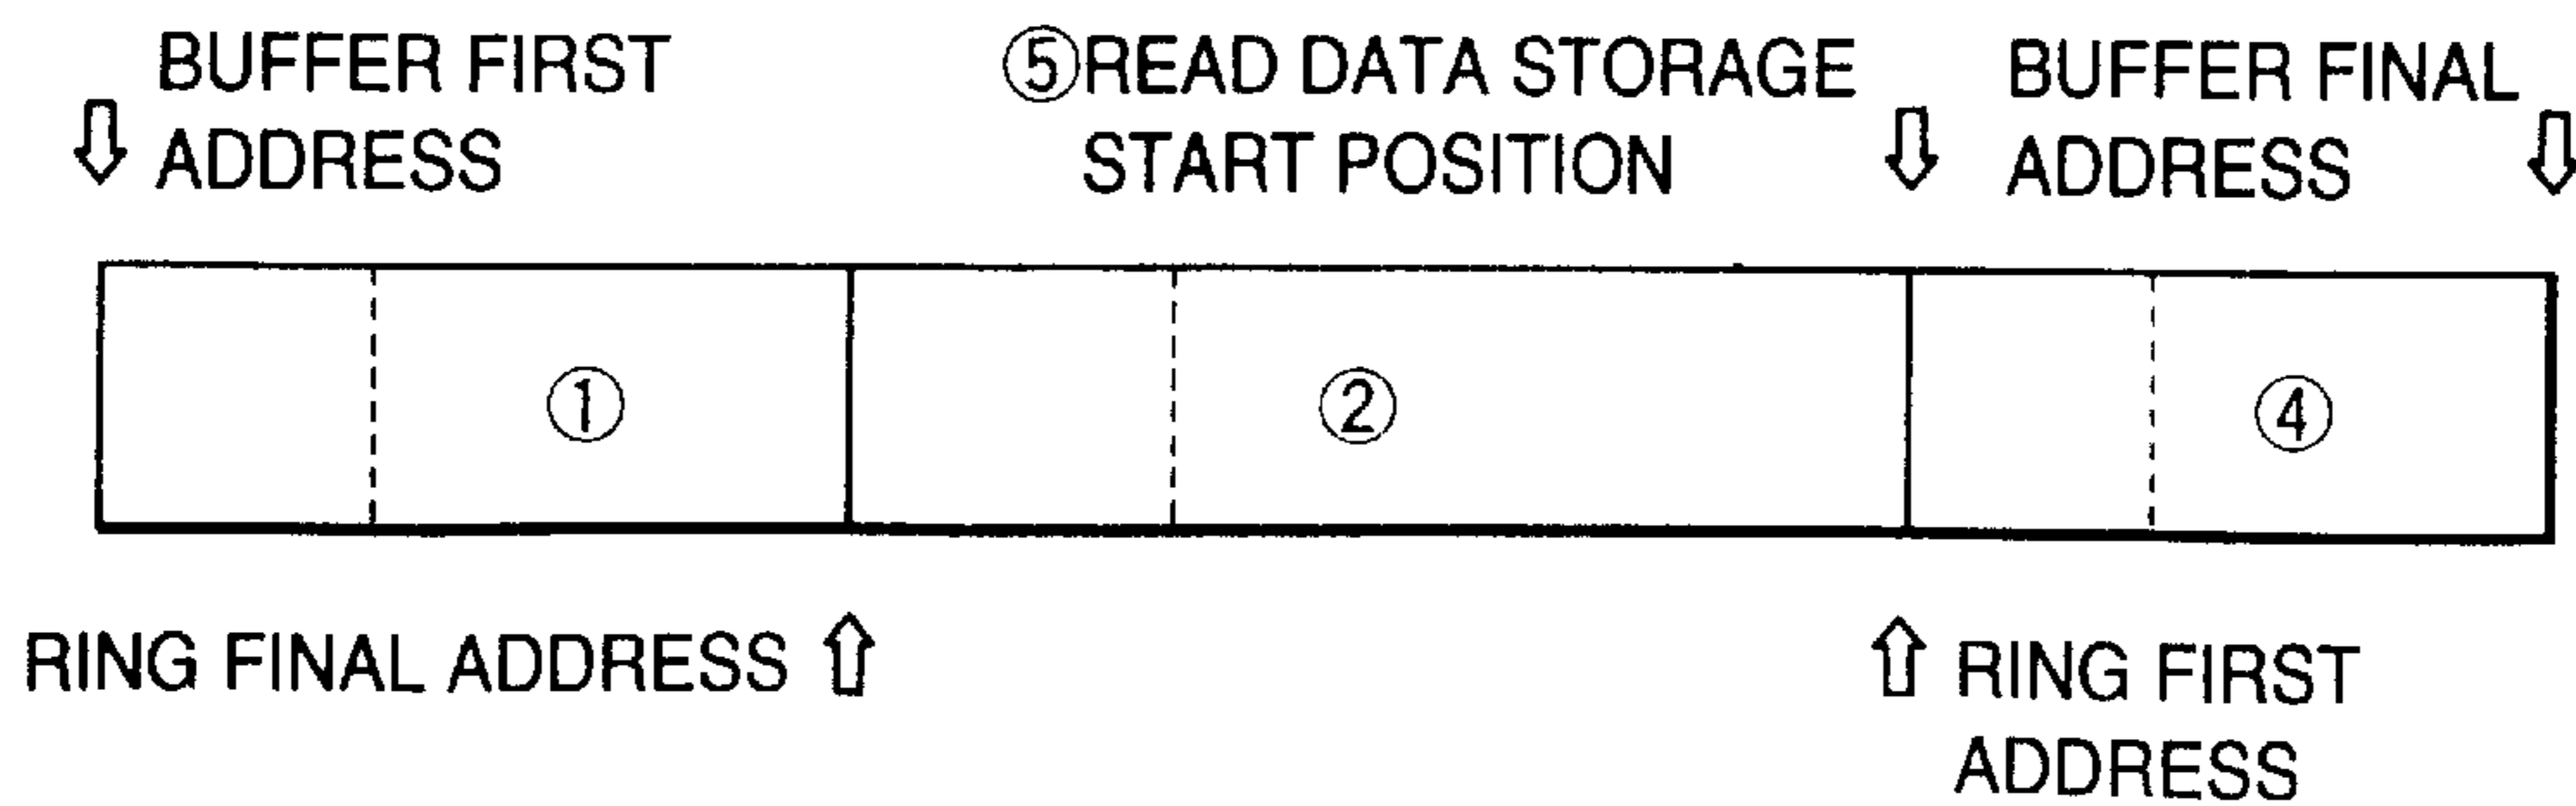 BUFFER FIRST
ADDRESS
⑤READ DATA STORAGE
START POSITION
BUFFER FINAL
ADDRESS
①
②
④
RING FINAL ADDRESS
RING FIRST
ADDRESS